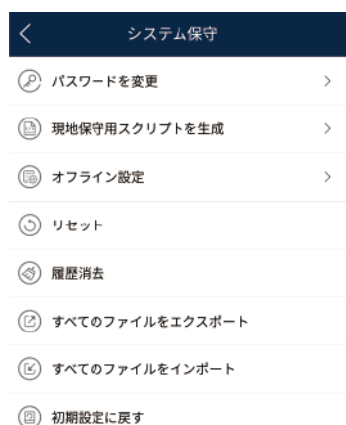 システム保守
パスワードを変更
現地保守用スクリプトを生成
オフライン設定
リセット
履歴消去
すべてのファイルをエクスポート
すべてのファイルをインポート
初期設定に戻す